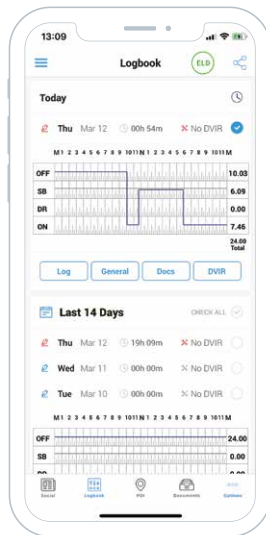 13:09
Logbook
ELD
Today
Thu Mar 12 00h 54m No DVIR
M 1 2 3 4 5 6 7 8 9 10 11 N 1 2 3 4 5 6 7 8 9 10 11 M
OFF 10.03
SB 6.09
DR 0.00
ON 7.46
24.00
Total
Log General Docs DVIR
Last 14 Days CHECK ALL
Thu Mar 12 19h 09m No DVIR
Wed Mar 11 00h 00m No DVIR
Tue Mar 10 00h 00m No DVIR
M 1 2 3 4 5 6 7 8 9 10 11 N 1 2 3 4 5 6 7 8 9 10 11 M
OFF 24.00
SB 0.00
Social Logbook POI Documents Options